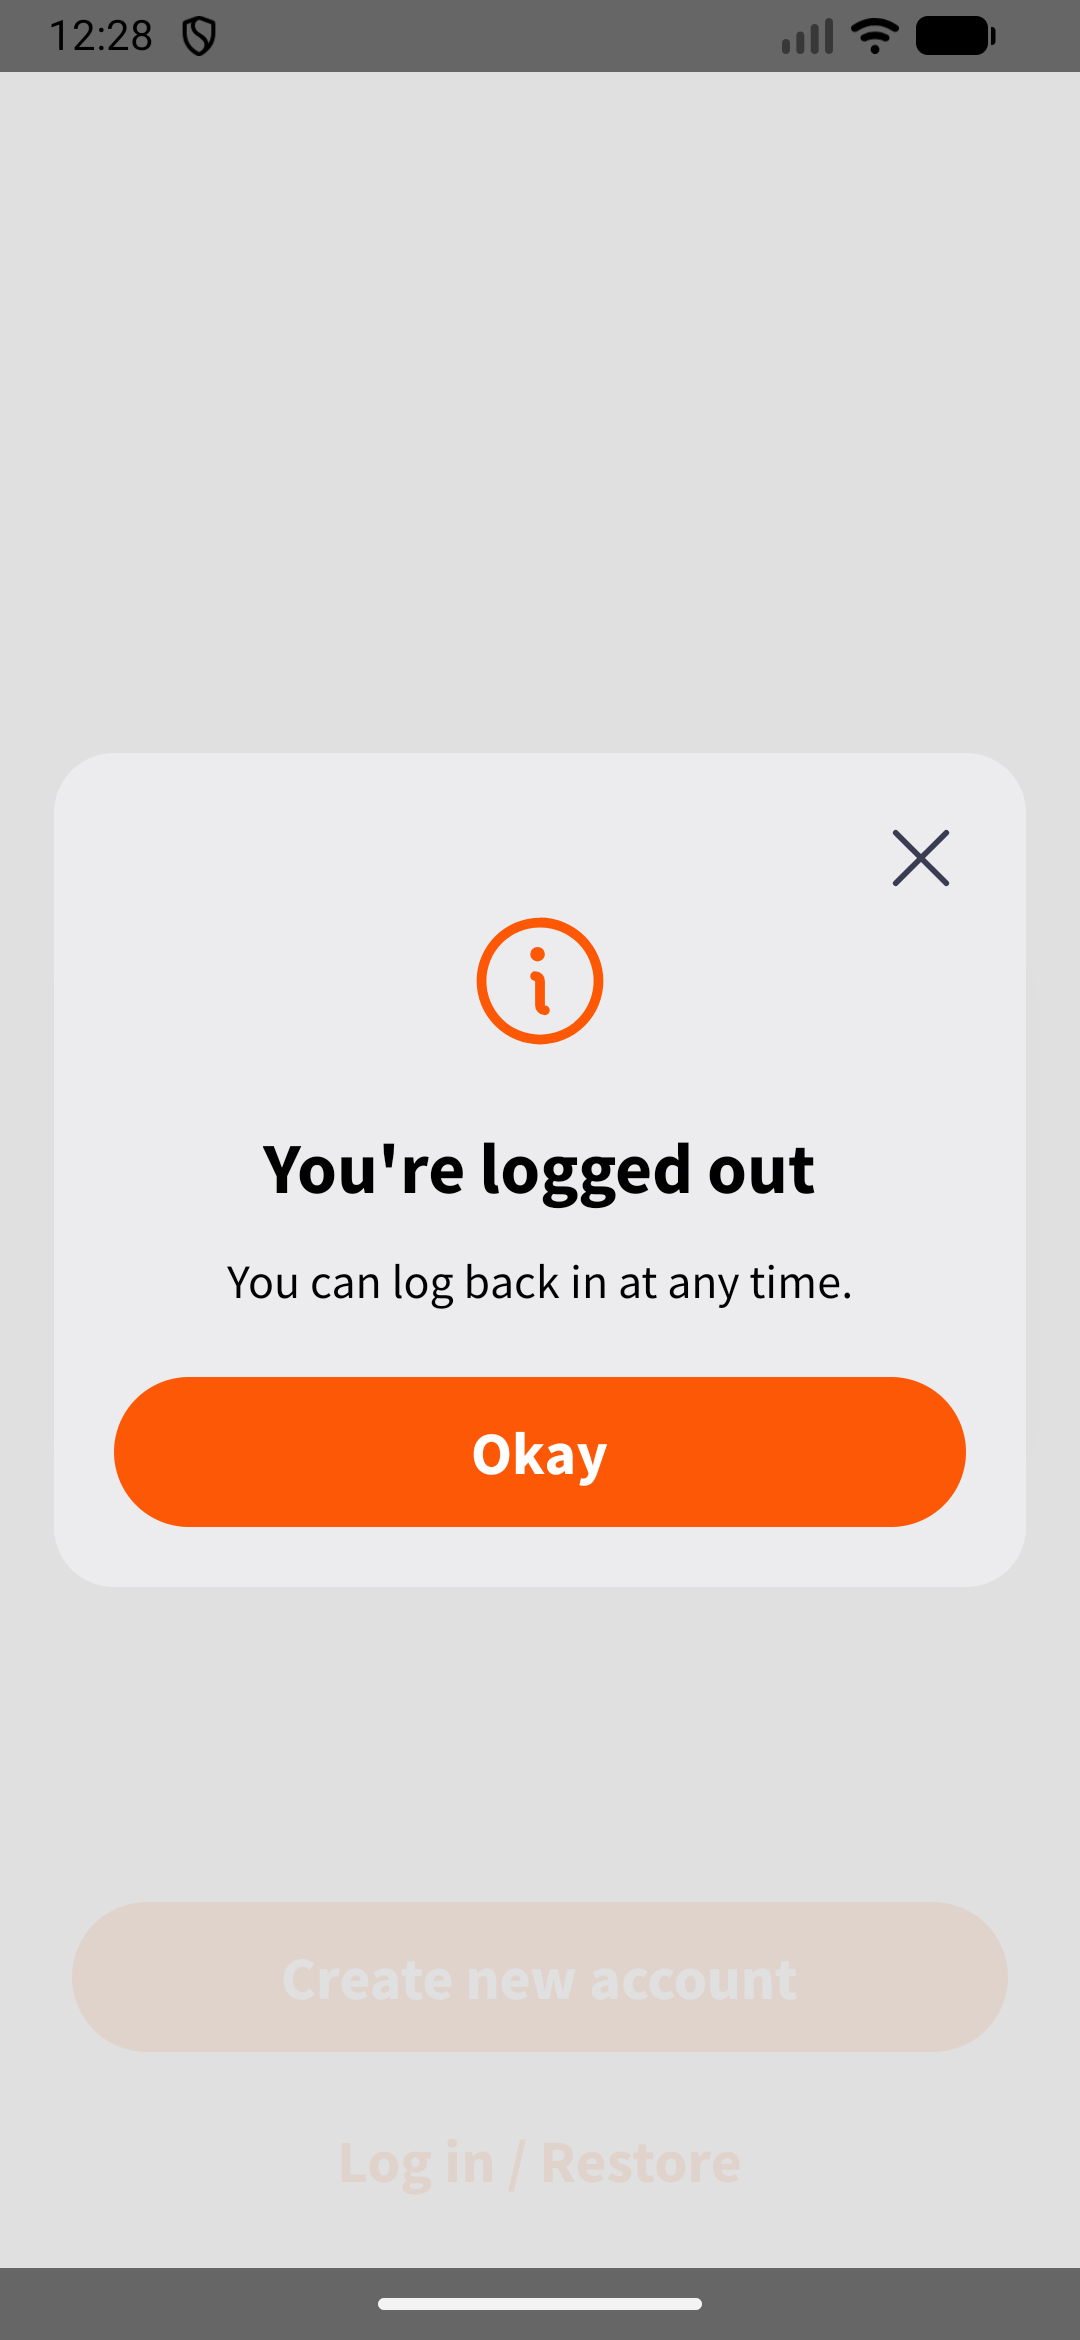 12:28
You're logged out
You can log back in at any time.
Okay
Create new account
Log in / Restore